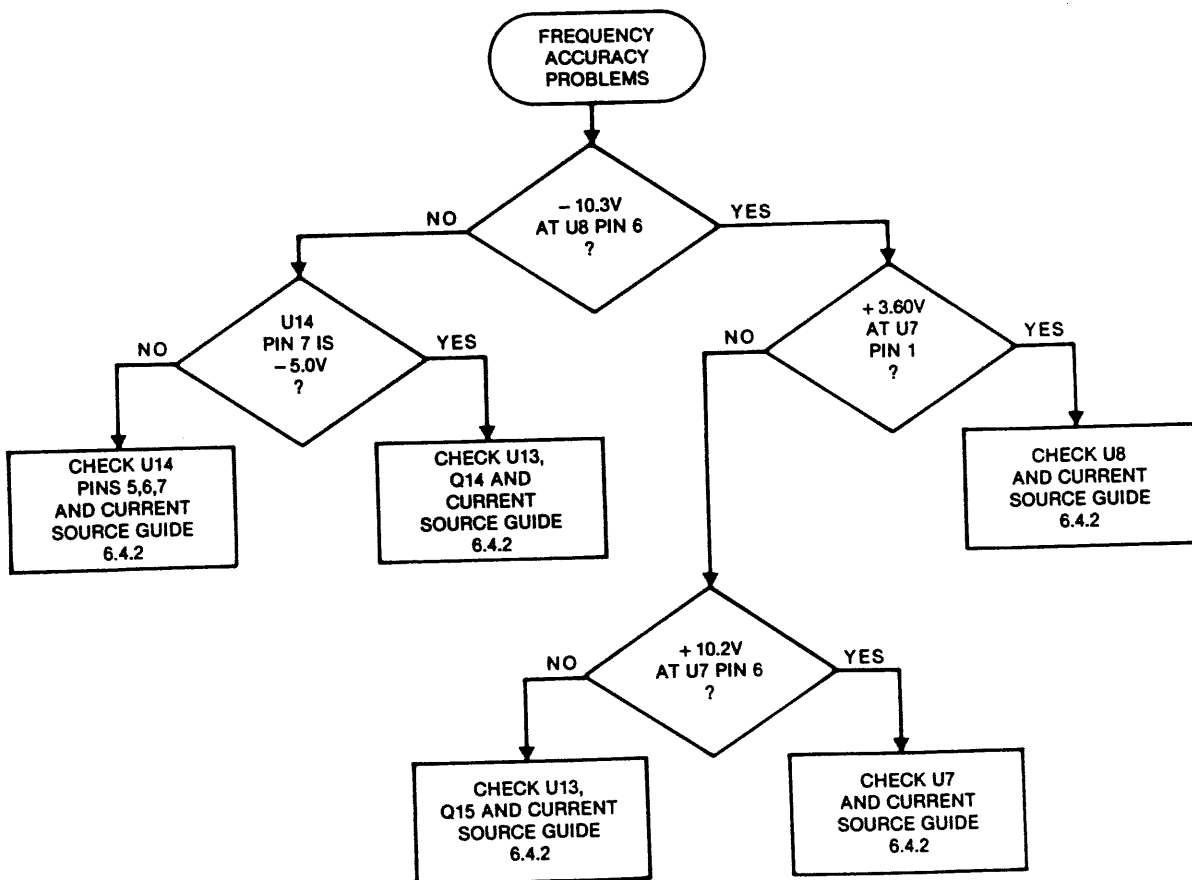 FREQUENCY
ACCURACY
PROBLEMS
– 10.3V
AT U8 PIN 6
?
NO
YES
U14
PIN 7 IS
– 5.0V
?
NO
YES
+ 3.60V
AT U7
PIN 1
?
NO
YES
CHECK U14
PINS 5,6,7
AND CURRENT
SOURCE GUIDE
6.4.2
CHECK U13,
Q14 AND
CURRENT
SOURCE GUIDE
6.4.2
CHECK U8
AND CURRENT
SOURCE GUIDE
6.4.2
+ 10.2V
AT U7 PIN 6
?
NO
YES
CHECK U13,
Q15 AND CURRENT
SOURCE GUIDE
6.4.2
CHECK U7
AND CURRENT
SOURCE GUIDE
6.4.2